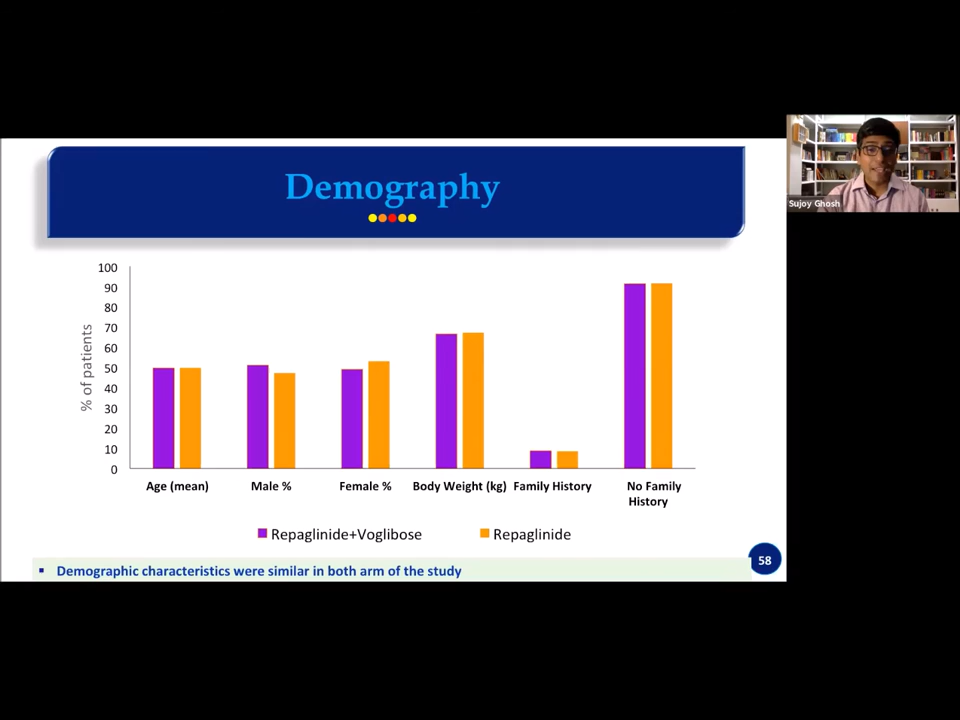 Demography
Sujoy Ghosh
100
90
80
70
60
50
40
30
20
10
0
% of patients
Age (mean) Male % Female % Body Weight (kg) Family History No Family
History
Repaglinide+Voglibose Repaglinide
58
▪ Demographic characteristics were similar in both arm of the study